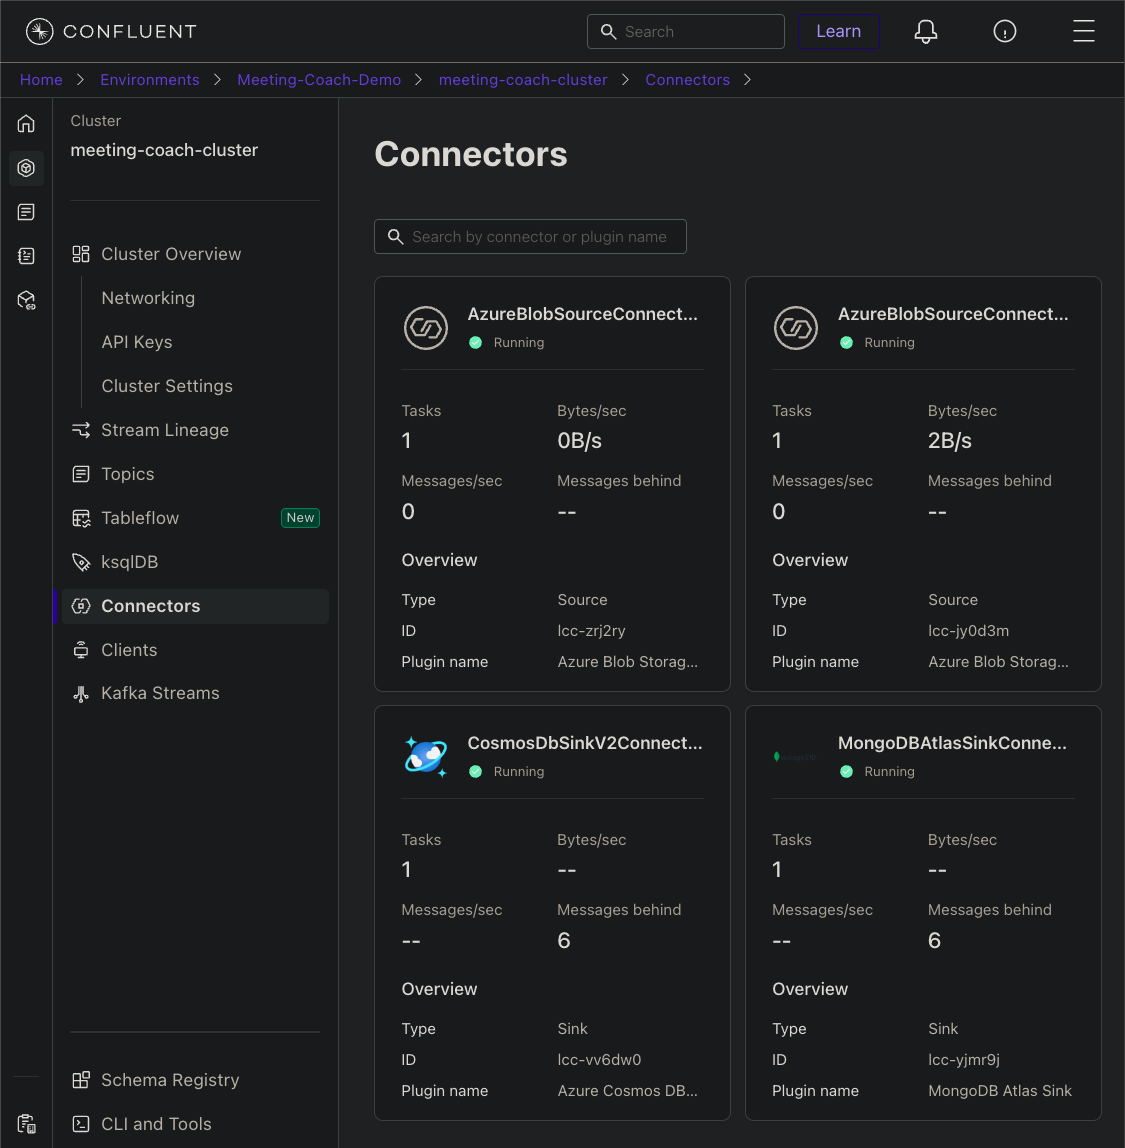 CONFLUENT
Search
Learn
Home > Environments > Meeting-Coach-Demo > meeting-coach-cluster > Connectors >
Cluster
meeting-coach-cluster
Cluster Overview
Networking
API Keys
Cluster Settings
Stream Lineage
Topics
Tableflow New
ksqlDB
Connectors
Clients
Kafka Streams
Schema Registry
CLI and Tools
Connectors
Search by connector or plugin name
AzureBlobSourceConnect...
Running
Tasks Bytes/sec
1 0B/s
Messages/sec Messages behind
0 --
Overview
Type Source
ID lcc-zrj2ry
Plugin name Azure Blob Storag...
AzureBlobSourceConnect...
Running
Tasks Bytes/sec
1 2B/s
Messages/sec Messages behind
0 --
Overview
Type Source
ID lcc-jy0d3m
Plugin name Azure Blob Storag...
CosmosDbSinkV2Connect...
Running
Tasks Bytes/sec
1 --
Messages/sec Messages behind
-- 6
Overview
Type Sink
ID lcc-vv6dw0
Plugin name Azure Cosmos DB...
MongoDBAtlasSinkConne...
Running
Tasks Bytes/sec
1 --
Messages/sec Messages behind
-- 6
Overview
Type Sink
ID lcc-yjmr9j
Plugin name MongoDB Atlas Sink